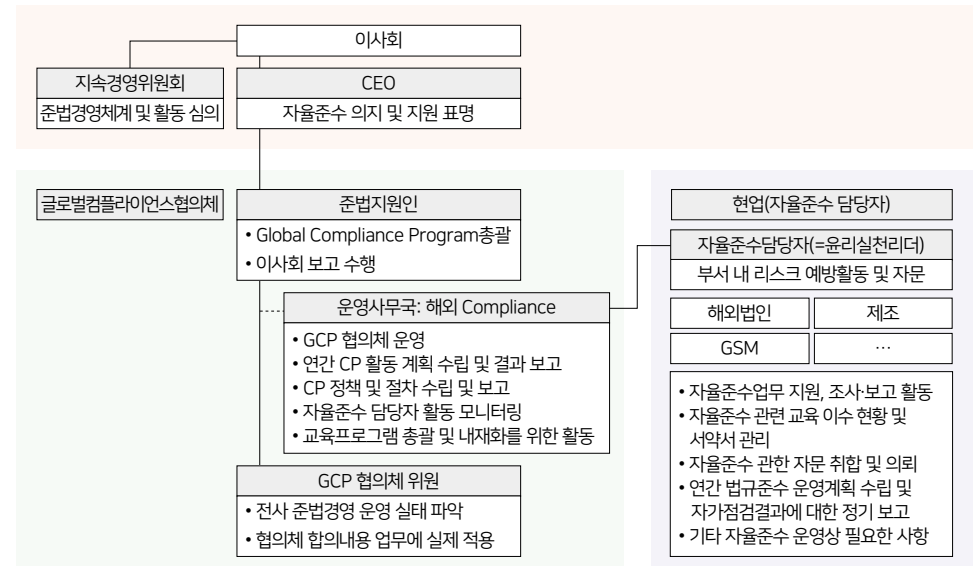 이사회
지속경영위원회
준법경영체계 및 활동 심의
CEO
자율준수 의지 및 지원 표명
글로벌컴플라이언스협의체
준법지원인
• Global Compliance Program총괄
• 이사회 보고 수행
운영사무국: 해외 Compliance
• GCP 협의체 운영
• 연간 CP 활동 계획 수립 및 결과 보고
• CP 정책 및 절차 수립 및 보고
• 자율준수 담당자 활동 모니터링
• 교육프로그램 총괄 및 내재화를 위한 활동
GCP 협의체 위원
• 전사 준법경영 운영 실태 파악
• 협의체 합의내용 업무에 실제 적용
현업(자율준수 담당자)
자율준수담당자(=윤리실천리더)
부서 내 리스크 예방활동 및 자문
해외법인
제조
GSM
…
• 자율준수업무 지원, 조사·보고 활동
• 자율준수 관련 교육 이수 현황 및
서약서 관리
• 자율준수 관한 자문 취합 및 의뢰
• 연간 법규준수 운영계획 수립 및
자가점검결과에 대한 정기 보고
• 기타 자율준수 운영상 필요한 사항